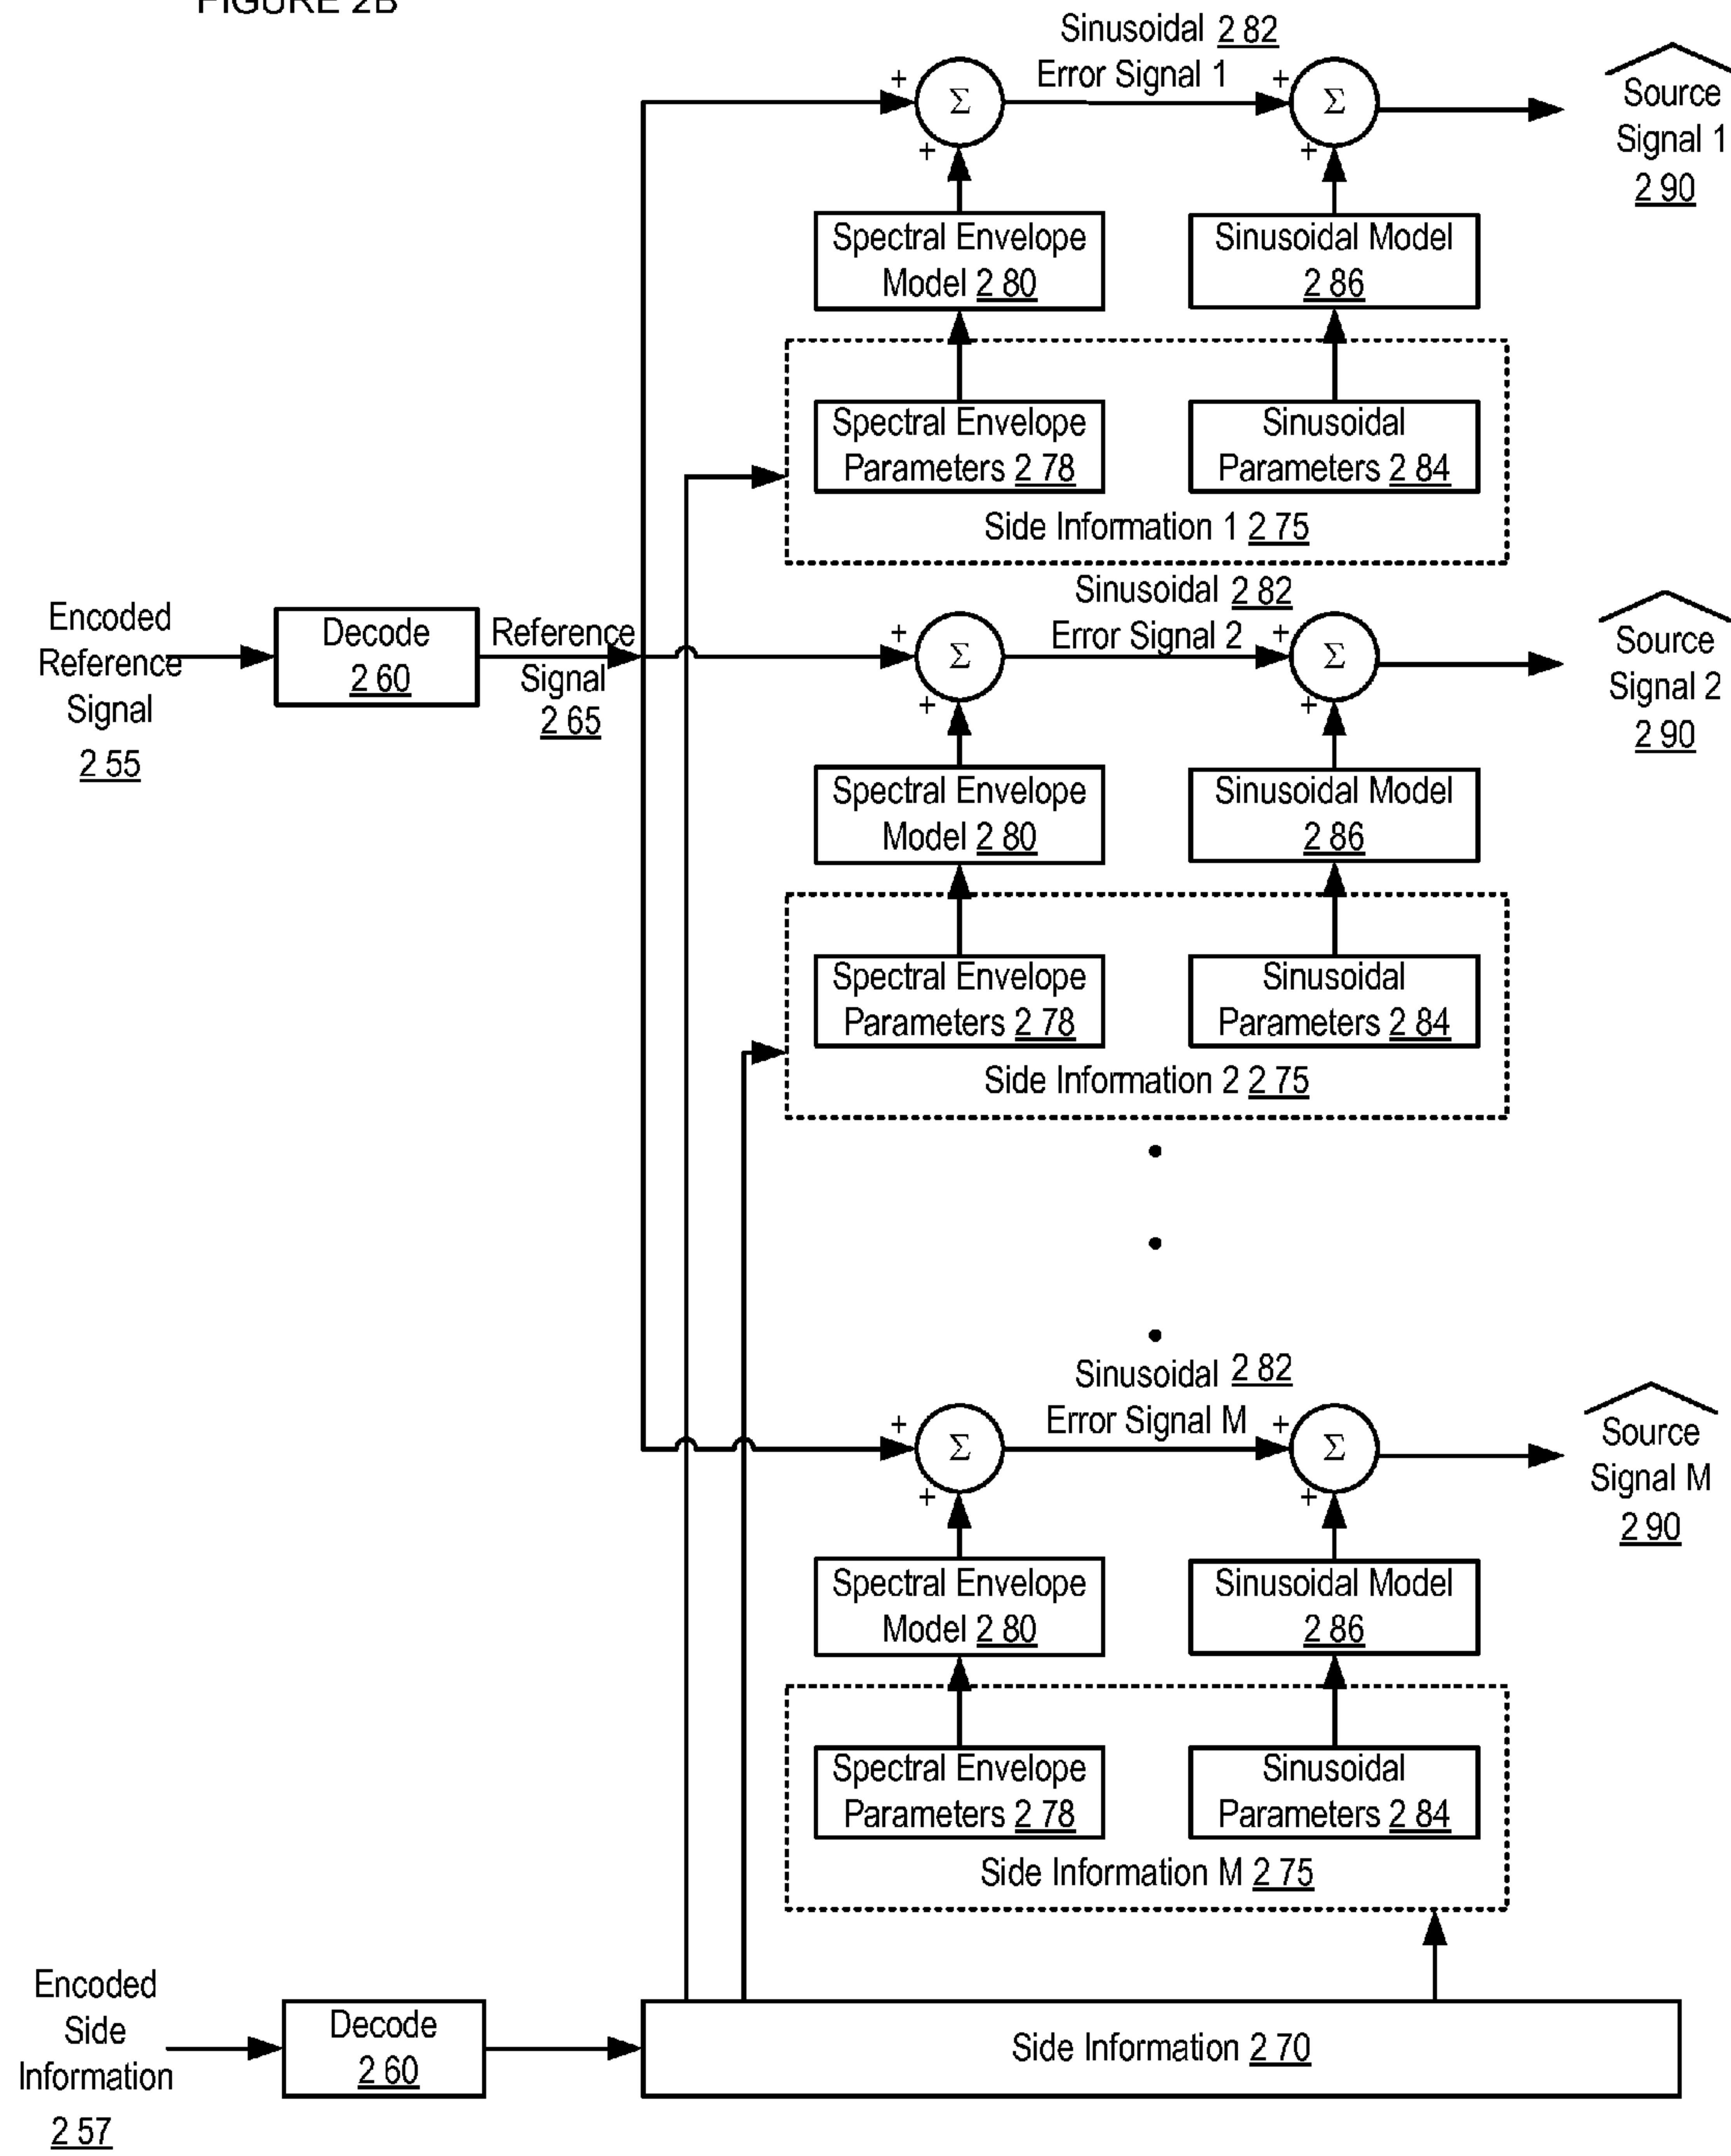 FIGURE 2B
Sinusoidal 2 82
Error Signal 1
+
Σ
+
+
Σ
+
Source
Signal 1
2 90
Spectral Envelope
Model 2 80
Sinusoidal Model
2 86
Spectral Envelope
Parameters 2 78
Sinusoidal
Parameters 2 84
Side Information 1 2 75
Encoded
Reference
Signal
2 55
Decode
2 60
Reference
Signal
2 65
Sinusoidal 2 82
Error Signal 2
+
Σ
+
+
Σ
+
Source
Signal 2
2 90
Spectral Envelope
Model 2 80
Sinusoidal Model
2 86
Spectral Envelope
Parameters 2 78
Sinusoidal
Parameters 2 84
Side Information 2 2 75
Sinusoidal 2 82
Error Signal M
+
Σ
+
+
Σ
+
Source
Signal M
2 90
Spectral Envelope
Model 2 80
Sinusoidal Model
2 86
Spectral Envelope
Parameters 2 78
Sinusoidal
Parameters 2 84
Side Information M 2 75
Encoded
Side
Information
2 57
Decode
2 60
Side Information 2 70